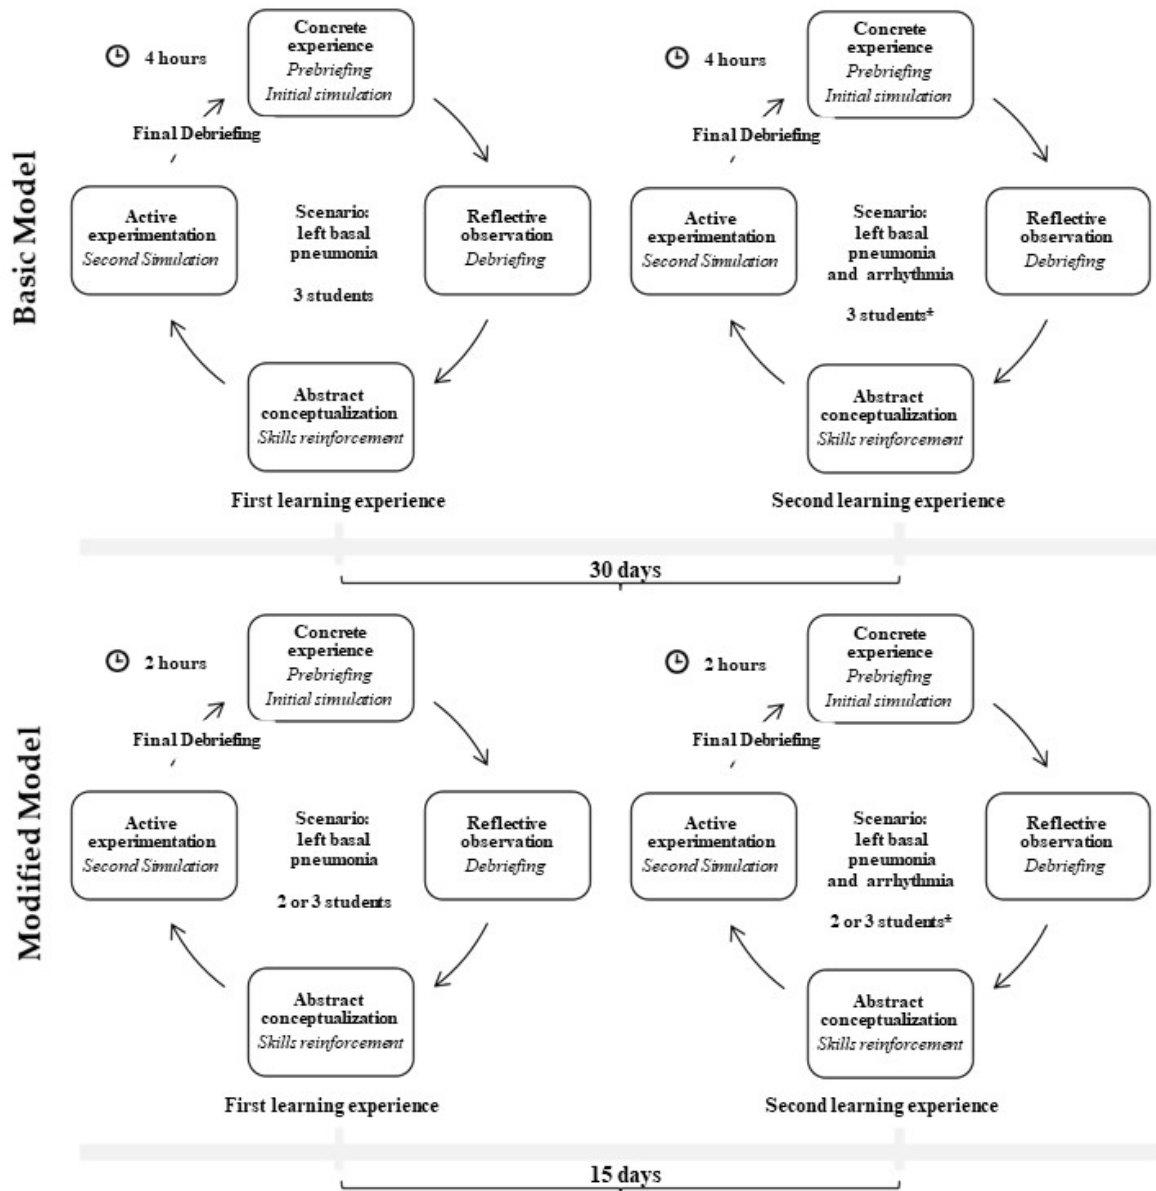 Basic Model
4 hours
Concrete
experience
Prebriefing
Initial simulation
Final Debriefing
Active
experimentation
Second Simulation
Scenario:
left basal
pneumonia
3 students
Reflective
observation
Debriefing
Abstract
conceptualization
Skills reinforcement
First learning experience
4 hours
Concrete
experience
Prebriefing
Initial simulation
Final Debriefing
Active
experimentation
Second Simulation
Scenario:
left basal
pneumonia
and arrhythmia
3 students*
Reflective
observation
Debriefing
Abstract
conceptualization
Skills reinforcement
Second learning experience
30 days
Modified Model
2 hours
Concrete
experience
Prebriefing
Initial simulation
Final Debriefing
Active
experimentation
Second Simulation
Scenario:
left basal
pneumonia
2 or 3 students
Reflective
observation
Debriefing
Abstract
conceptualization
Skills reinforcement
First learning experience
2 hours
Concrete
experience
Prebriefing
Initial simulation
Final Debriefing
Active
experimentation
Second Simulation
Scenario:
left basal
pneumonia
and arrhythmia
2 or 3 students*
Reflective
observation
Debriefing
Abstract
conceptualization
Skills reinforcement
Second learning experience
15 days